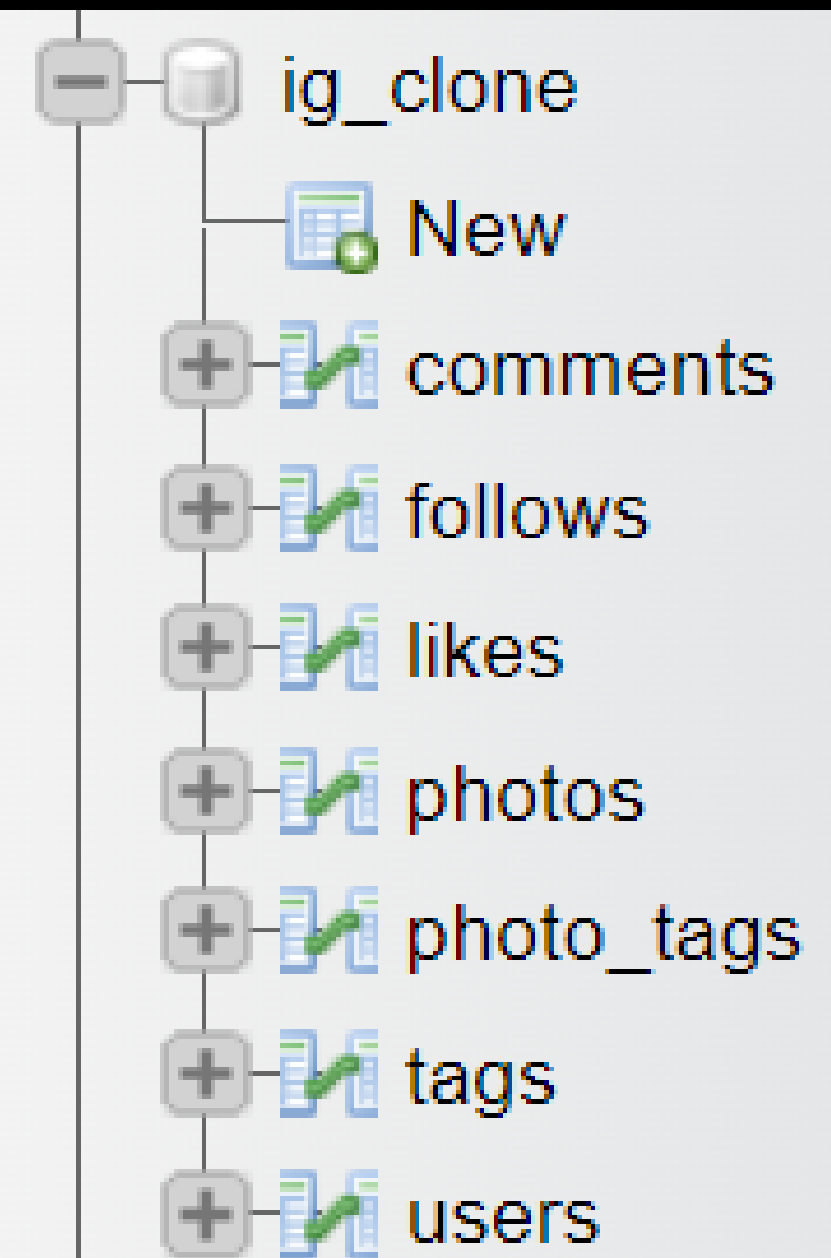 ig_clone
New
comments
follows
likes
photos
photo_tags
tags
users